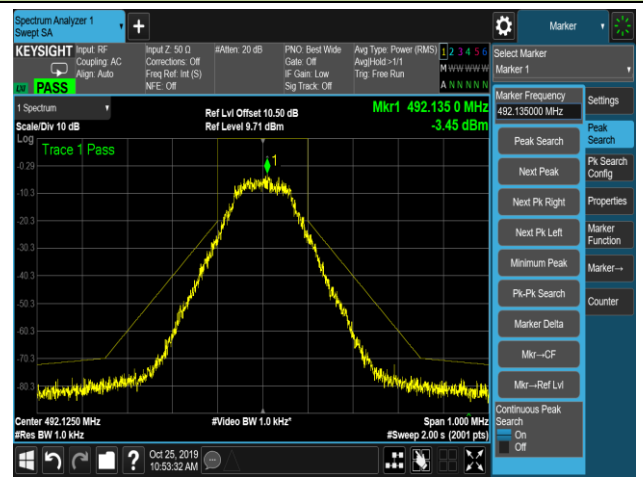 Spectrum Analyzer 1
Swept SA
Marker
KEYSIGHT
Input: RF
Coupling: AC
Align: Auto
Input Z: 50 Ω
Corrections: Off
Freq Ref: Int (S)
NFE: Off
#Atten: 20 dB
PNO: Best Wide
Gate: Off
IF Gain: Low
Sig Track: Off
Avg Type: Power (RMS)
Avg|Hold:>1/1
Trig: Free Run
1 2 3 4 5 6
M W W W W W
A N N N N N
PASS
Select Marker
Marker 1
1 Spectrum
Scale/Div 10 dB
Log
Ref Lvl Offset 10.50 dB
Ref Level 9.71 dBm
Mkr1 492.135 0 MHz
-3.45 dBm
Trace 1 Pass
1
-0.29
-10.3
-20.3
-30.3
-40.3
-50.3
-60.3
-70.3
-80.3
Center 492.1250 MHz
#Res BW 1.0 kHz
#Video BW 1.0 kHz*
Span 1.000 MHz
#Sweep 2.00 s (2001 pts)
Marker Frequency
492.135000 MHz
Peak Search
Next Peak
Next Pk Right
Next Pk Left
Minimum Peak
Pk-Pk Search
Marker Delta
Mkr→CF
Mkr→Ref Lvl
Continuous Peak
Search
On
Off
Settings
Peak
Search
Pk Search
Config
Properties
Marker
Function
Marker→
Counter
?
Oct 25, 2019
10:53:32 AM